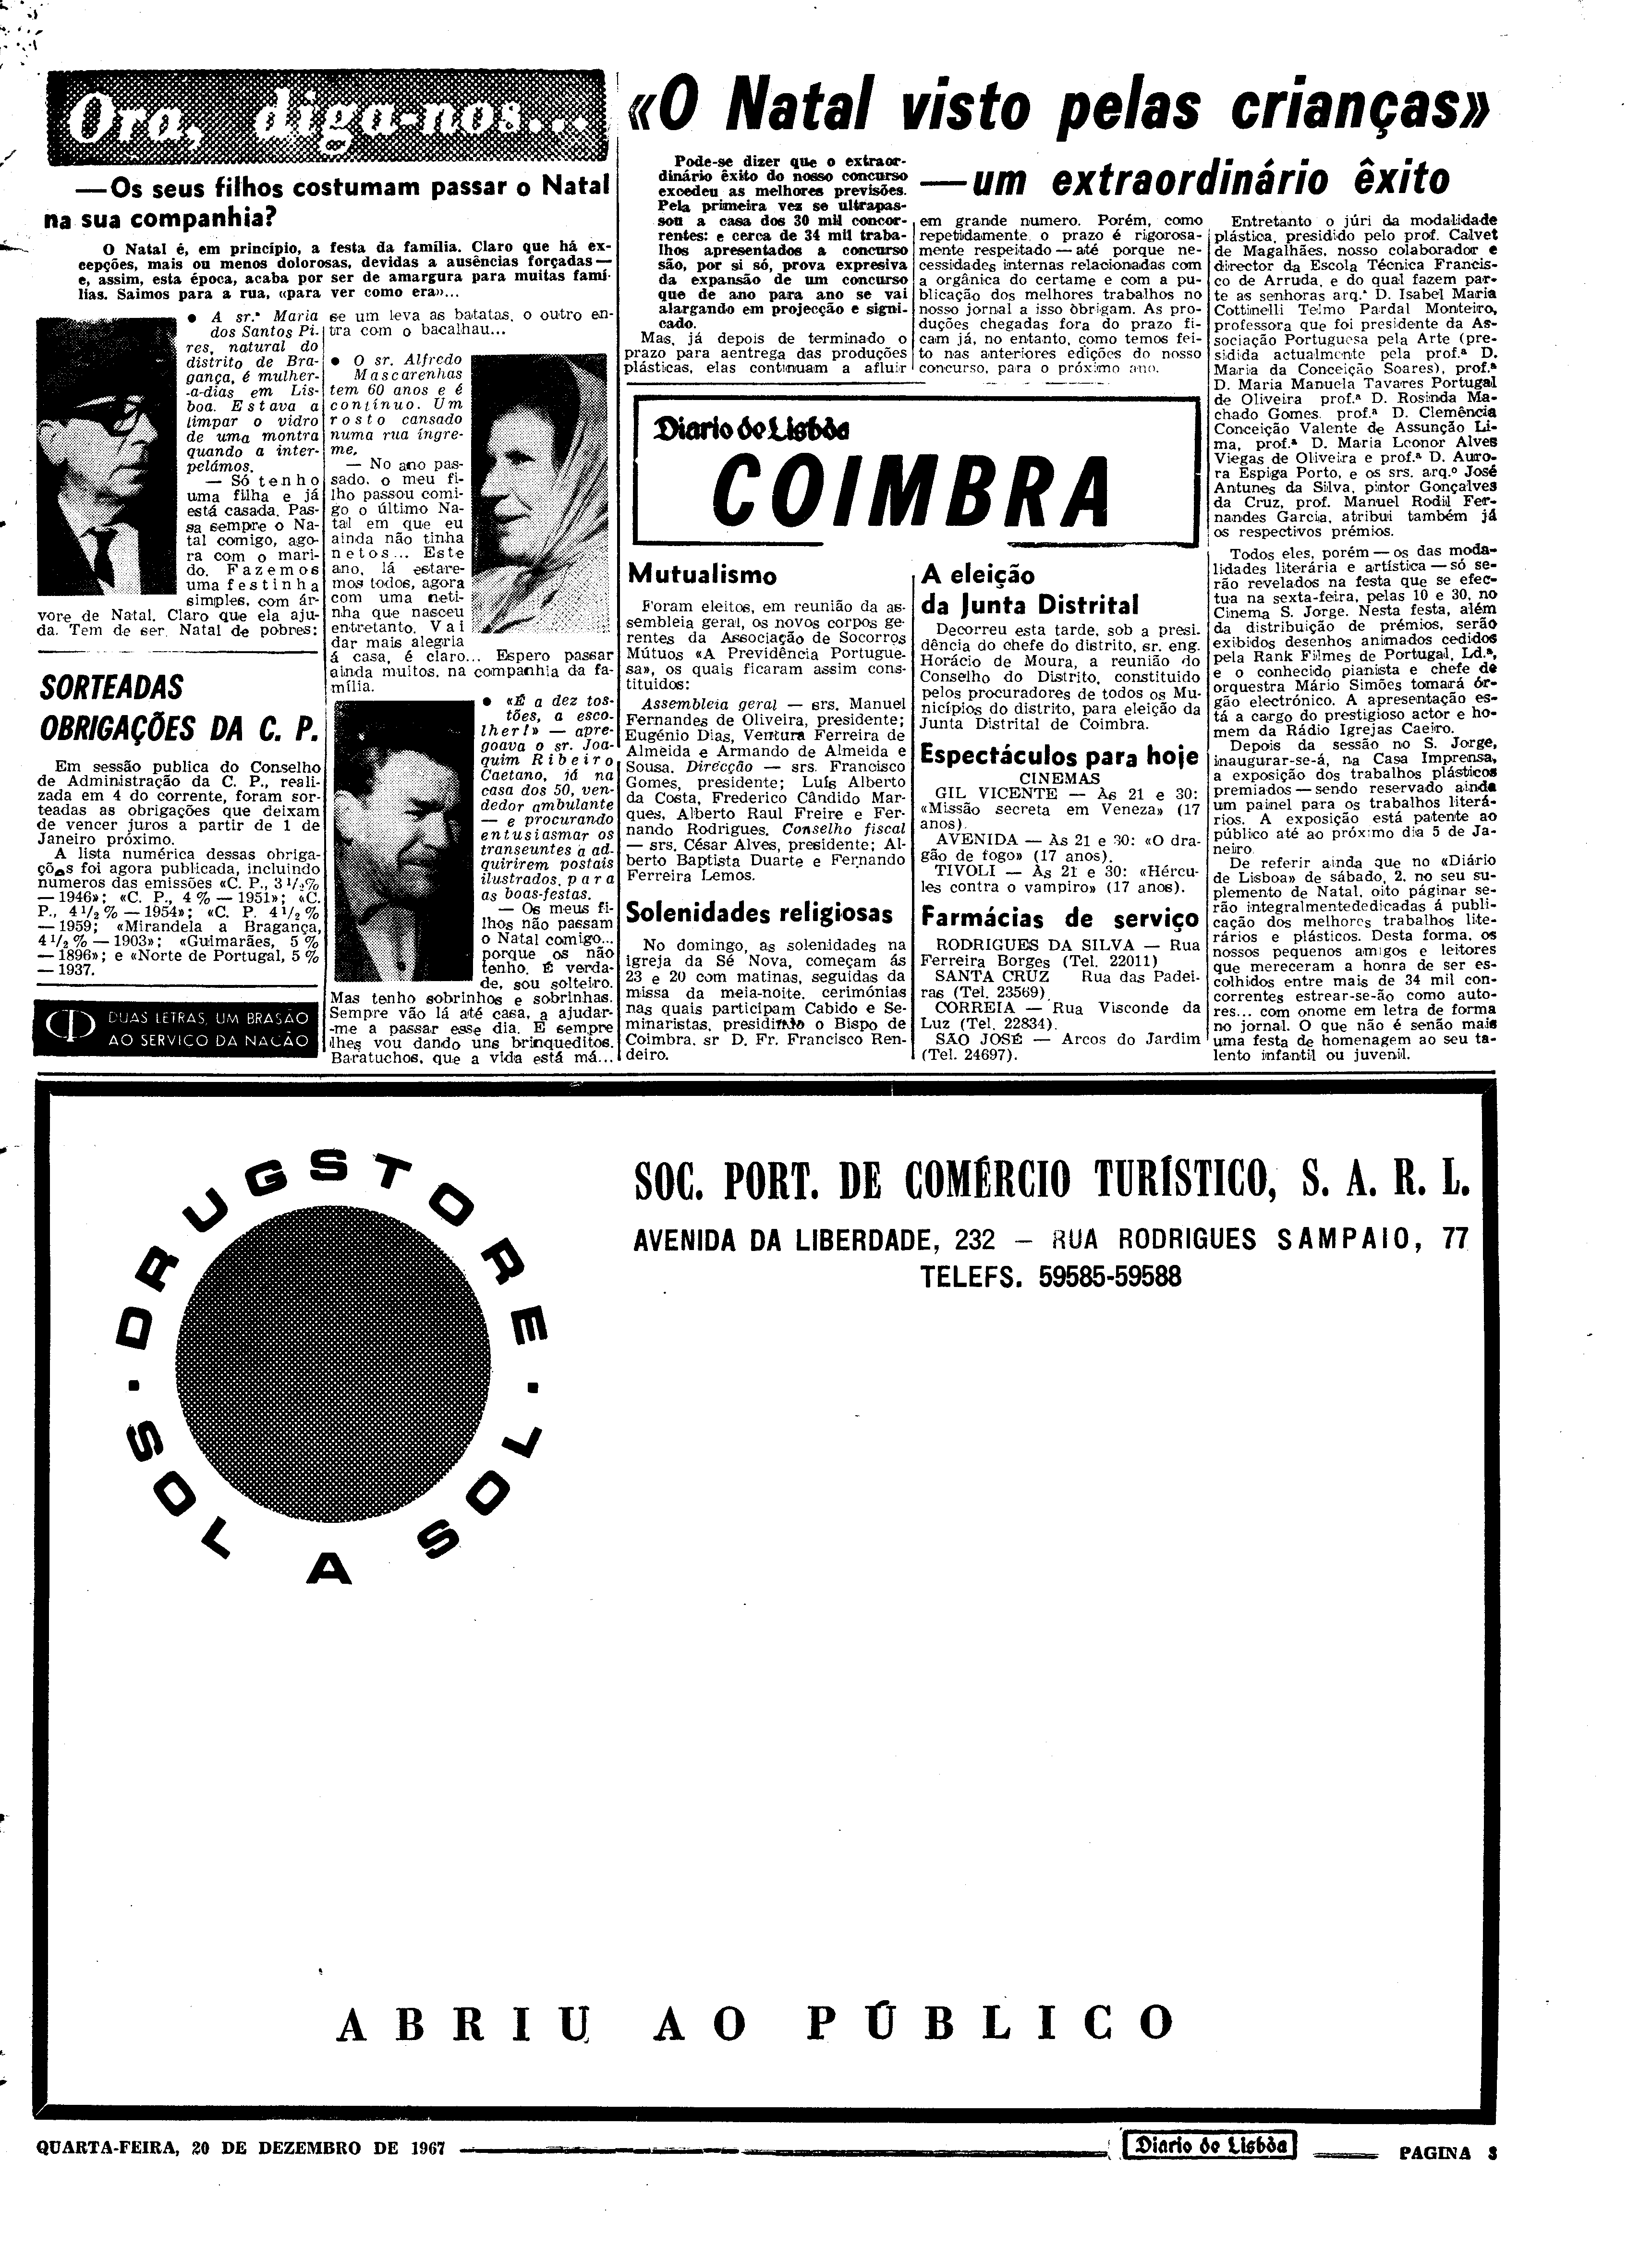 Ora, diga-nos...
—Os seus filhos costumam passar o Natal
na sua companhia?
O Natal é, em princípio, a festa da família. Claro que há ex-
cepções, mais ou menos dolorosas, devidas a ausências forçadas—
e, assim, esta época, acaba por ser de amargura para muitas famí-
lias. Saimos para a rua, «para ver como era»...
● A sr.ª Maria
dos Santos Pi-
res, natural do
distrito de Bra-
gança, é mulher-
-a-dias em Lis-
boa. Estava a
limpar o vidro
de uma montra
quando a inter-
pelámos.
— Só tenho
uma filha e já
está casada. Pas-
sa sempre o Na-
tal comigo, ago-
ra com o mari-
do. Fazemos
uma festinha
simples, com ár-
vore de Natal. Claro que ela aju-
da. Tem de ser. Natal de pobres:
se um leva as batatas, o outro en-
tra com o bacalhau...
● O sr. Alfredo
Mascarenhas
tem 60 anos e é
contínuo. Um
rosto cansado
numa rua íngre-
me.
— No ano pas-
sado, o meu fi-
lho passou comi-
go o último Na-
tal em que eu
ainda não tinha
netos... Este
ano, lá estare-
mos todos, agora
com uma neti-
nha que nasceu
entretanto. Vai
dar mais alegria
á casa, é claro... Espero passar
ainda muitos, na companhia da fa-
mília.
● «É a dez tos-
tões, a esco-
lher!» — apre-
goava o sr. Joa-
quim Ribeiro
Caetano, já na
casa dos 50, ven-
dedor ambulante
— e procurando
entusiasmar os
transeuntes a ad-
quirirem postais
ilustrados, para
as boas-festas.
— Os meus fi-
lhos não passam
o Natal comigo...
porque os não
tenho. É verda-
de, sou solteiro.
Mas tenho sobrinhos e sobrinhas.
Sempre vão lá até casa, a ajudar-
-me a passar esse dia. E sempre
lhes vou dando uns brinqueditos.
Baratuchos, que a vida está má...
SORTEADAS
OBRIGAÇÕES DA C. P.
Em sessão publica do Conselho
de Administração da C. P., reali-
zada em 4 do corrente, foram sor-
teadas as obrigações que deixam
de vencer juros a partir de 1 de
Janeiro próximo.
A lista numérica dessas obriga-
ções foi agora publicada, incluindo
numeros das emissões «C. P., 3 1/2%
— 1946»; «C. P., 4 % — 1951»; «C.
P., 4 1/2 % — 1954»; «C. P. 4 1/2 %
— 1959; «Mirandela a Bragança,
4 1/2 % — 1903»; «Guimarães, 5 %
— 1896»; e «Norte de Portugal, 5 %
— 1937.
DUAS LETRAS, UM BRASÃO
AO SERVIÇO DA NAÇÃO
«O Natal visto pelas crianças»
—um extraordinário êxito
Pode-se dizer que o extraor-
dinário êxito do nosso concurso
excedeu as melhores previsões.
Pela primeira vez se ultrapas-
sou a casa dos 30 mil concor-
rentes: e cerca de 34 mil traba-
lhos apresentados a concurso
são, por si só, prova expresiva
da expansão de um concurso
que de ano para ano se vai
alargando em projecção e signi-
cado.
Mas, já depois de terminado o
prazo para aentrega das produções
plásticas, elas continuam a afluir
em grande numero. Porém, como
repetidamente o prazo é rigorosa-
mente respeitado — até porque ne-
cessidades internas relacionadas com
a orgânica do certame e com a pu-
blicação dos melhores trabalhos no
nosso jornal a isso òbrigam. As pro-
duções chegadas fora do prazo fi-
cam já, no entanto, como temos fei-
to nas anteriores edições do nosso
concurso, para o próximo ano.
Entretanto o júri da modalidade
plástica, presidido pelo prof. Calvet
de Magalhães, nosso colaborador e
director da Escola Técnica Francis-
co de Arruda, e do qual fazem par-
te as senhoras arq.ª D. Isabel Maria
Cottinelli Telmo Pardal Monteiro,
professora que foi presidente da As-
sociação Portuguesa pela Arte (pre-
sidida actualmente pela prof.ª D.
Maria da Conceição Soares), prof.ª
D. Maria Manuela Tavares Portugal
de Oliveira prof.ª D. Rosinda Ma-
chado Gomes. prof.ª D. Clemência
Conceição Valente de Assunção Li-
ma, prof.ª D. Maria Leonor Alves
Viegas de Oliveira e prof.ª D. Auro-
ra Espiga Porto, e os srs. arq.º José
Antunes da Silva, pintor Gonçalves
da Cruz, prof. Manuel Rodil Fer-
nandes Garcia, atribui também já
os respectivos prémios.
Todos eles, porém — os das moda-
lidades literária e artística — só se-
rão revelados na festa que se efec-
tua na sexta-feira, pelas 10 e 30, no
Cinema S. Jorge. Nesta festa, além
da distribuição de prémios, serão
exibidos desenhos animados cedidos
pela Rank Filmes de Portugal, Ld.ª,
e o conhecido pianista e chefe de
orquestra Mário Simões tomará ór-
gão electrónico. A apresentação es-
tá a cargo do prestigioso actor e ho-
mem da Rádio Igrejas Caeiro.
Depois da sessão no S. Jorge,
inaugurar-se-á, na Casa Imprensa,
a exposição dos trabalhos plásticos
premiados — sendo reservado ainda
um painel para os trabalhos literá-
rios. A exposição está patente ao
público até ao próximo dia 5 de Ja-
neiro.
De referir ainda que no «Diário
de Lisboa» de sábado, 2. no seu su-
plemento de Natal, oito páginar se-
rão integralmentededicadas á publi-
cação dos melhores trabalhos lite-
rários e plásticos. Desta forma, os
nossos pequenos amigos e leitores
que mereceram a honra de ser es-
colhidos entre mais de 34 mil con-
correntes estrear-se-ão como auto-
res... com onome em letra de forma
no jornal. O que não é senão mais
uma festa de homenagem ao seu ta-
lento infantil ou juvenil.
Diario de Lisbôa
COIMBRA
Mutualismo
Foram eleitos, em reunião da as-
sembleia geral, os novos corpos ge-
rentes da Associação de Socorros
Mútuos «A Previdência Portugue-
sa», os quais ficaram assim cons-
tituidos:
Assembleia geral — srs. Manuel
Fernandes de Oliveira, presidente;
Eugénio Dias, Ventura Ferreira de
Almeida e Armando de Almeida e
Sousa. Direcção — srs. Francisco
Gomes, presidente; Luís Alberto
da Costa, Frederico Cândido Mar-
ques, Alberto Raul Freire e Fer-
nando Rodrigues. Conselho fiscal
— srs. César Alves, presidente; Al-
berto Baptista Duarte e Fernando
Ferreira Lemos.
Solenidades religiosas
No domingo, as solenidades na
igreja da Sé Nova, começam ás
23 e 20 com matinas, seguidas da
missa da meia-noite. cerimónias
nas quais participam Cabido e Se-
minaristas, presidindo o Bispo de
Coimbra. sr D. Fr. Francisco Ren-
deiro.
A eleição
da Junta Distrital
Decorreu esta tarde, sob a presi-
dência do chefe do distrito, sr. eng.
Horácio de Moura, a reunião do
Conselho do Distrito, constituido
pelos procuradores de todos os Mu-
nicípios do distrito, para eleição da
Junta Distrital de Coimbra.
Espectáculos para hoje
CINEMAS
GIL VICENTE — Às 21 e 30:
«Missão secreta em Veneza» (17
anos).
AVENIDA — Às 21 e 30: «O dra-
gão de fogo» (17 anos).
TIVOLI — Às 21 e 30: «Hércu-
les contra o vampiro» (17 anos).
Farmácias de serviço
RODRIGUES DA SILVA — Rua
Ferreira Borges (Tel. 22011)
SANTA CRUZ Rua das Padei-
ras (Tel. 23569)
CORREIA — Rua Visconde da
Luz (Tel. 22834).
SÃO JOSÉ — Arcos do Jardim
(Tel. 24697).
DRUGSTORE · SOL A SOL ·
SOC. PORT. DE COMÉRCIO TURÍSTICO, S. A. R. L.
AVENIDA DA LIBERDADE, 232 – RUA RODRIGUES SAMPAIO, 77
TELEFS. 59585-59588
ABRIU AO PÚBLICO
QUARTA-FEIRA, 20 DE DEZEMBRO DE 1967
Diario de Lisbôa
PAGINA 3